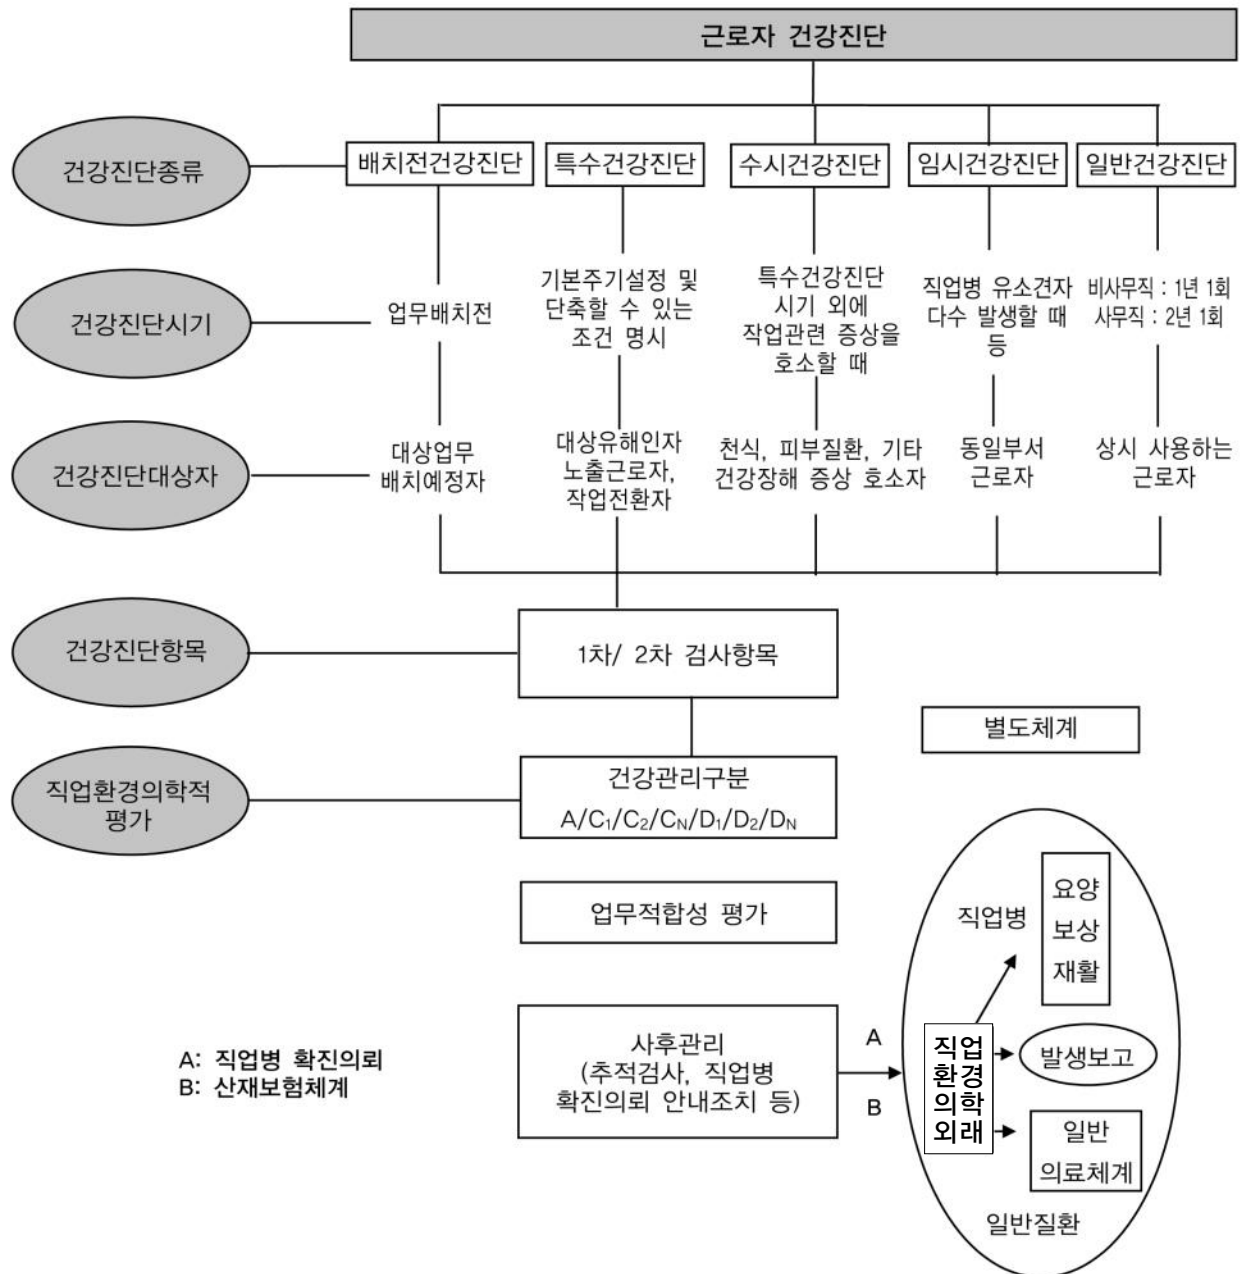 근로자 건강진단
건강진단종류
배치전건강진단
특수건강진단
수시건강진단
임시건강진단
일반건강진단
건강진단시기
업무배치전
기본주기설정 및
단축할 수 있는
조건 명시
특수건강진단
시기 외에
작업관련 증상을
호소할 때
직업병 유소견자
다수 발생할 때
등
비사무직 : 1년 1회
사무직 : 2년 1회
건강진단대상자
대상업무
배치예정자
대상유해인자
노출근로자,
작업전환자
천식, 피부질환, 기타
건강장해 증상 호소자
동일부서
근로자
상시 사용하는
근로자
건강진단항목
1차/ 2차 검사항목
별도체계
직업환경의학적
평가
건강관리구분
A/C₁/C₂/C_N/D₁/D₂/D_N
업무적합성 평가
직업병
요양
보상
재활
A: 직업병 확진의뢰
B: 산재보험체계
사후관리
(추적검사, 직업병
확진의뢰 안내조치 등)
A
B
직업
환경
의학
외래
발생보고
일반
의료체계
일반질환